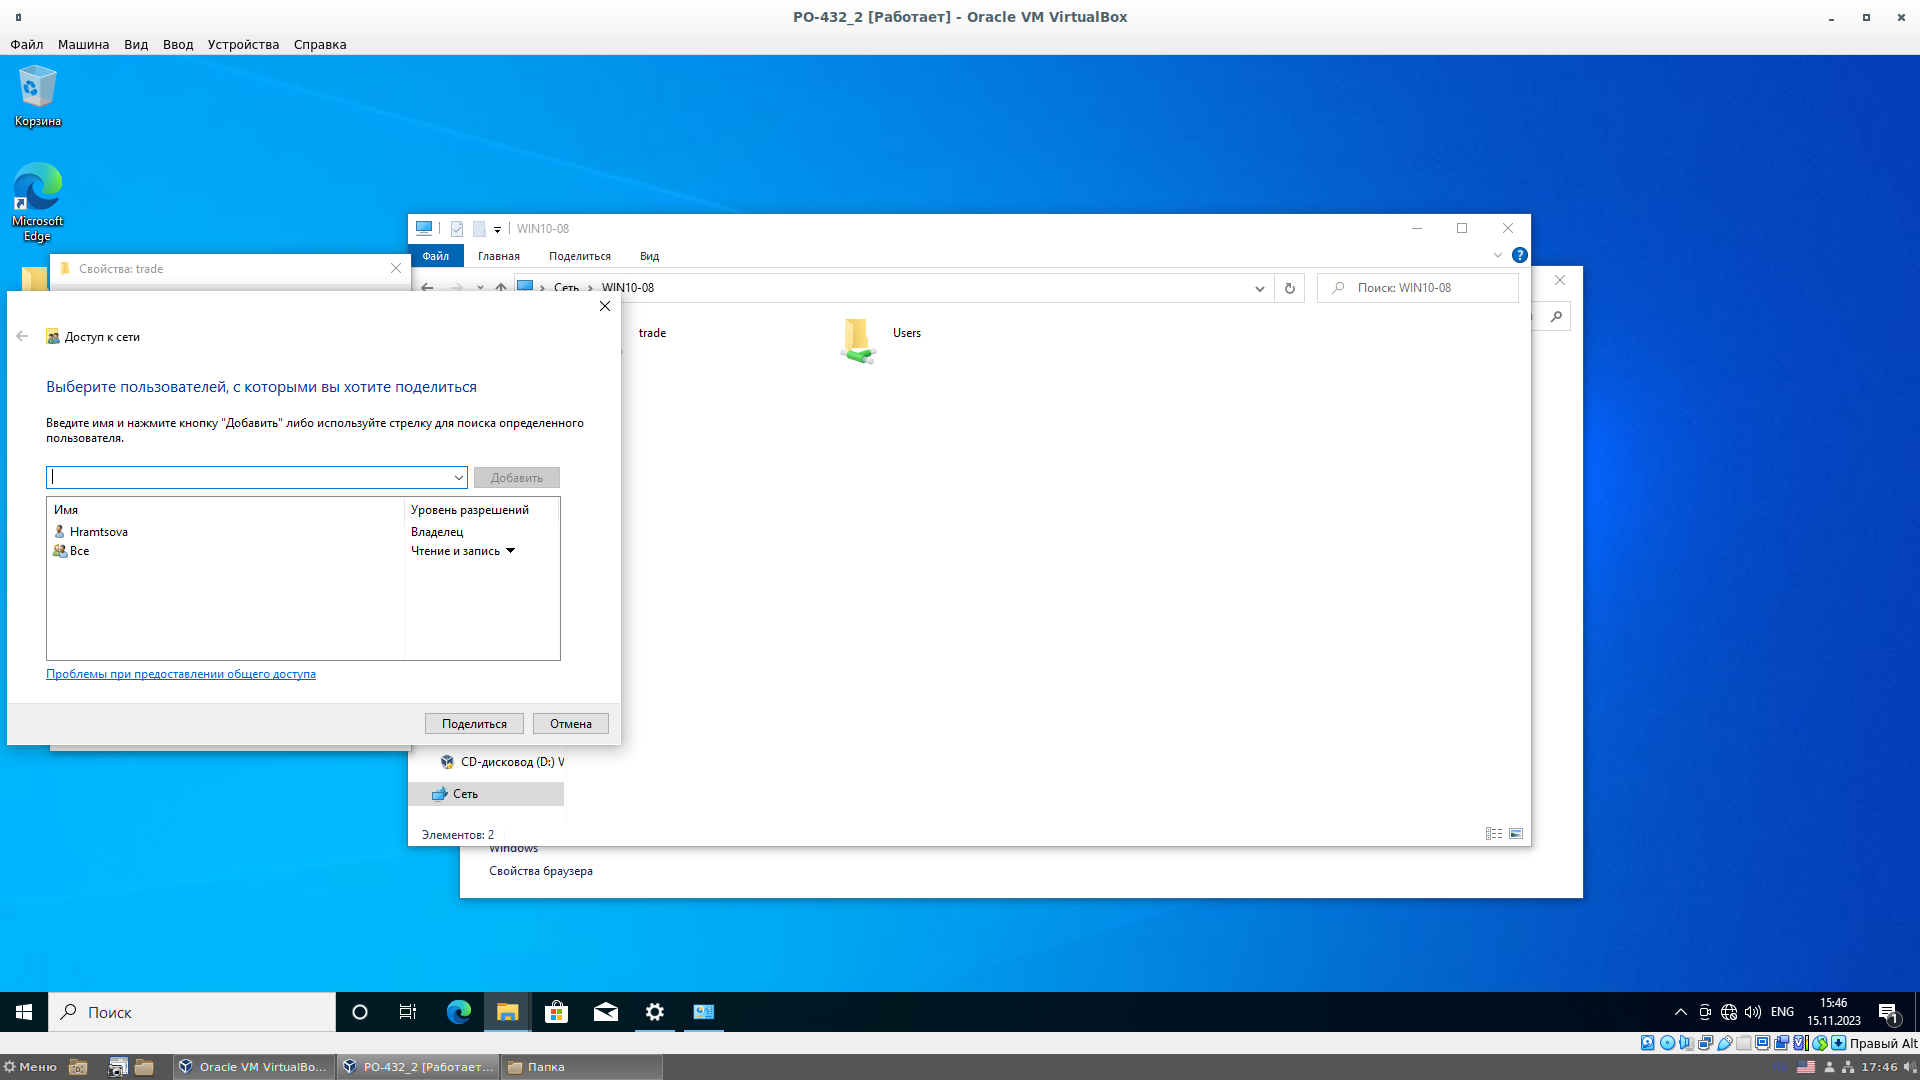 PO-432_2 [Работает] - Oracle VM VirtualBox
Файл Машина Вид Ввод Устройства Справка
Корзина
Microsoft
Edge
WIN10-08
Файл Главная Поделиться Вид
Сеть WIN10-08
Поиск: WIN10-08
trade
Users
Свойства: trade
Доступ к сети
Выберите пользователей, с которыми вы хотите поделиться
Введите имя и нажмите кнопку "Добавить" либо используйте стрелку для поиска определенного
пользователя.
Добавить
Имя Уровень разрешений
Hramtsova Владелец
Все Чтение и запись
Проблемы при предоставлении общего доступа
Поделиться Отмена
CD-дисковод (D:) V
Сеть
Элементов: 2
Windows
Свойства браузера
Поиск
ENG
15:46
15.11.2023
1
Правый Alt
Меню
Oracle VM VirtualBo...
PO-432_2 [Работает...
Папка
17:46